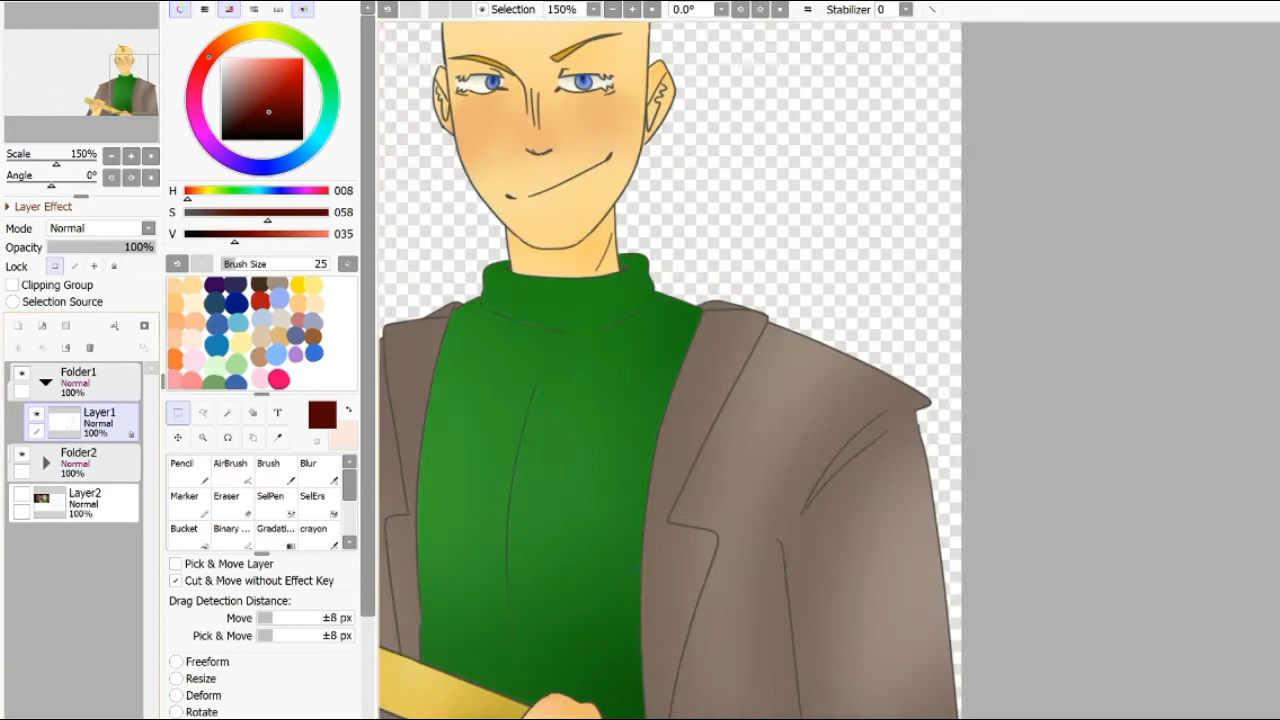 Selection 150% 0.0° Stabilizer 0
Scale 150%
Angle 0°
Layer Effect
Mode Normal
Opacity 100%
Lock
Clipping Group
Selection Source
Folder1
Normal
100%
Layer1
Normal
100%
Folder2
Normal
100%
Layer2
Normal
100%
H 008
S 058
V 035
Brush Size 25
T
Pencil AirBrush Brush Blur
Marker Eraser SelPen SelErs
Bucket Binary ... Gradati... crayon
Pick & Move Layer
Cut & Move without Effect Key
Drag Detection Distance:
Move ±8 px
Pick & Move ±8 px
Freeform
Resize
Deform
Rotate